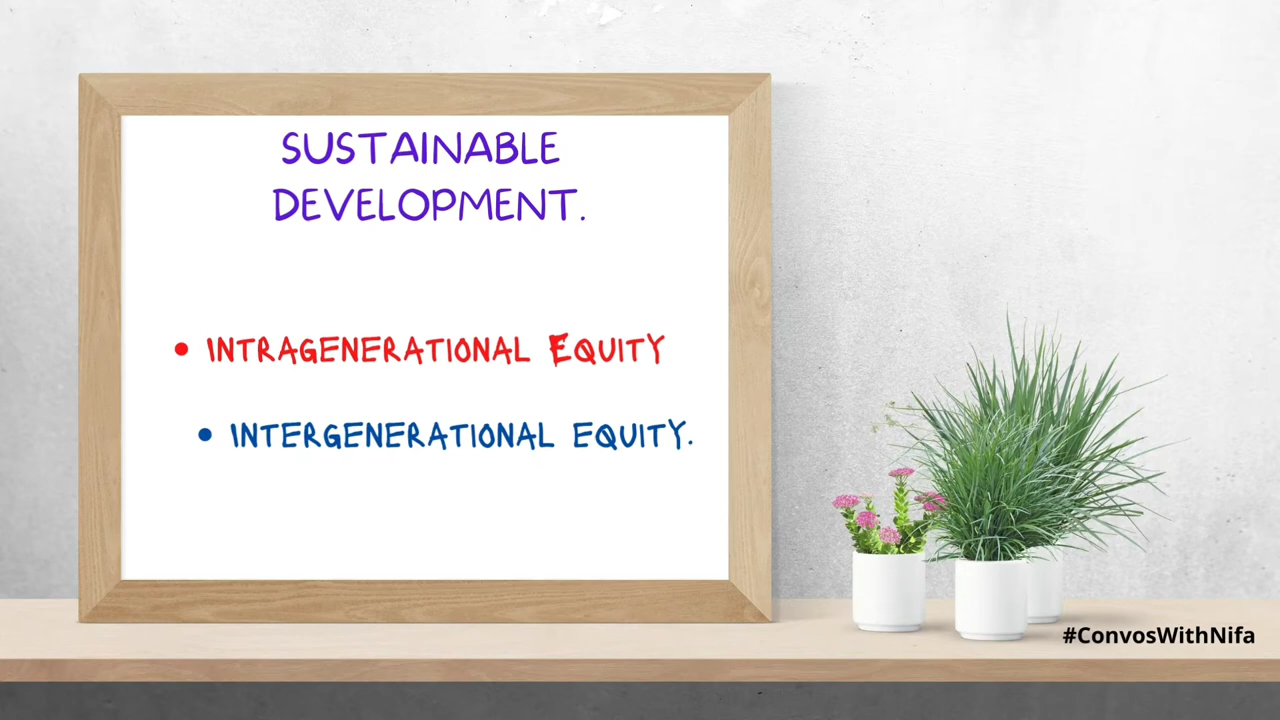 SUSTAINABLE
DEVELOPMENT.
• INTRAGENERATIONAL EQUITY
• INTERGENERATIONAL EQUITY.
#ConvosWithNifa